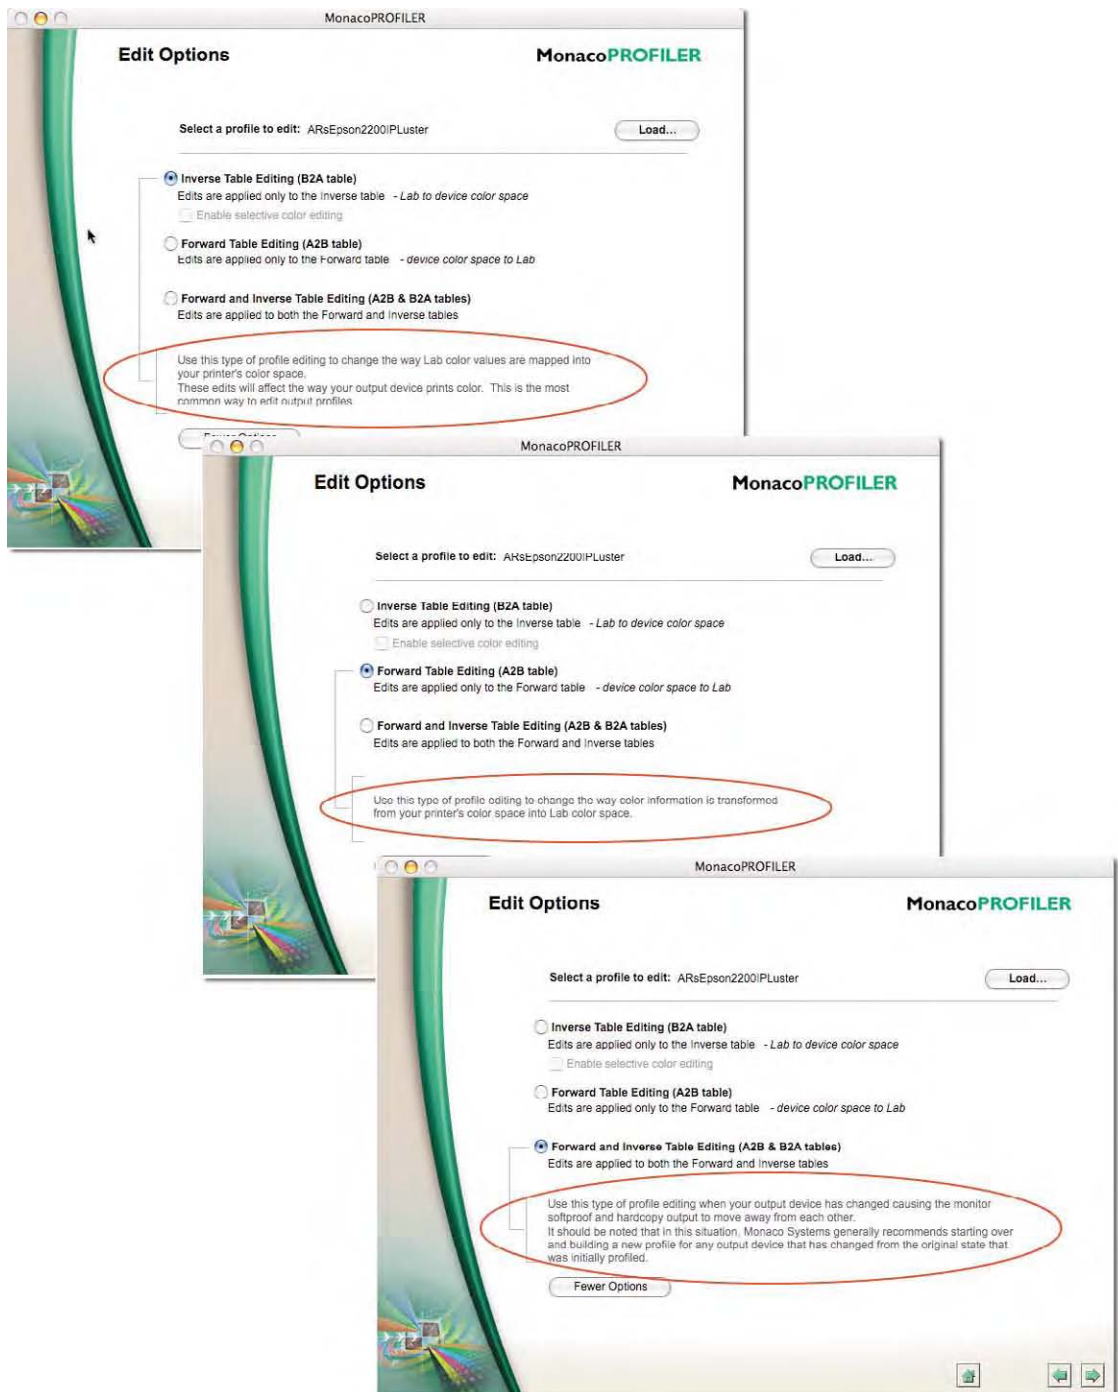 MonacoPROFILER
Edit Options
MonacoPROFILER
Select a profile to edit: ARsEpson2200IPLuster
Load...
Inverse Table Editing (B2A table)
Edits are applied only to the Inverse table - Lab to device color space
Enable selective color editing
Forward Table Editing (A2B table)
Edits are applied only to the Forward table - device color space to Lab
Forward and Inverse Table Editing (A2B & B2A tables)
Edits are applied to both the Forward and Inverse tables
Use this type of profile editing to change the way Lab color values are mapped into
your printer's color space.
These edits will affect the way your output device prints color. This is the most
common way to edit output profiles
Fewer Options
MonacoPROFILER
Edit Options
MonacoPROFILER
Select a profile to edit: ARsEpson2200IPLuster
Load...
Inverse Table Editing (B2A table)
Edits are applied only to the Inverse table - Lab to device color space
Enable selective color editing
Forward Table Editing (A2B table)
Edits are applied only to the Forward table - device color space to Lab
Forward and Inverse Table Editing (A2B & B2A tables)
Edits are applied to both the Forward and Inverse tables
Use this type of profile editing to change the way color information is transformed
from your printer's color space into Lab color space.
MonacoPROFILER
Edit Options
MonacoPROFILER
Select a profile to edit: ARsEpson2200IPLuster
Load...
Inverse Table Editing (B2A table)
Edits are applied only to the Inverse table - Lab to device color space
Enable selective color editing
Forward Table Editing (A2B table)
Edits are applied only to the Forward table - device color space to Lab
Forward and Inverse Table Editing (A2B & B2A tables)
Edits are applied to both the Forward and Inverse tables
Use this type of profile editing when your output device has changed causing the monitor
softproof and hardcopy output to move away from each other.
It should be noted that in this situation, Monaco Systems generally recommends starting over
and building a new profile for any output device that has changed from the original state that
was initially profiled.
Fewer Options